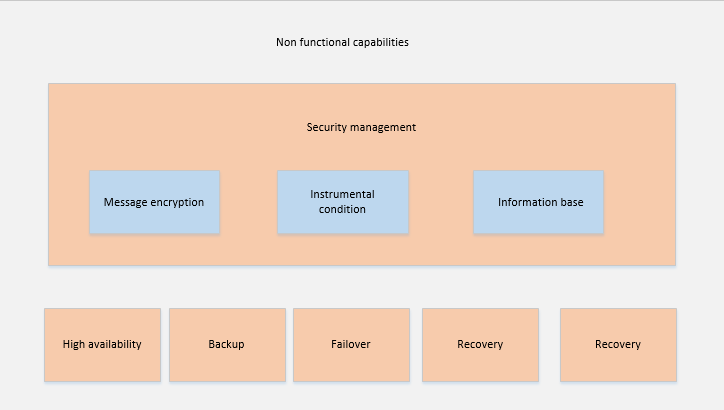 Non functional capabilities
Security management
Message encryption
Instrumental
condition
Information base
High availability
Backup
Failover
Recovery
Recovery